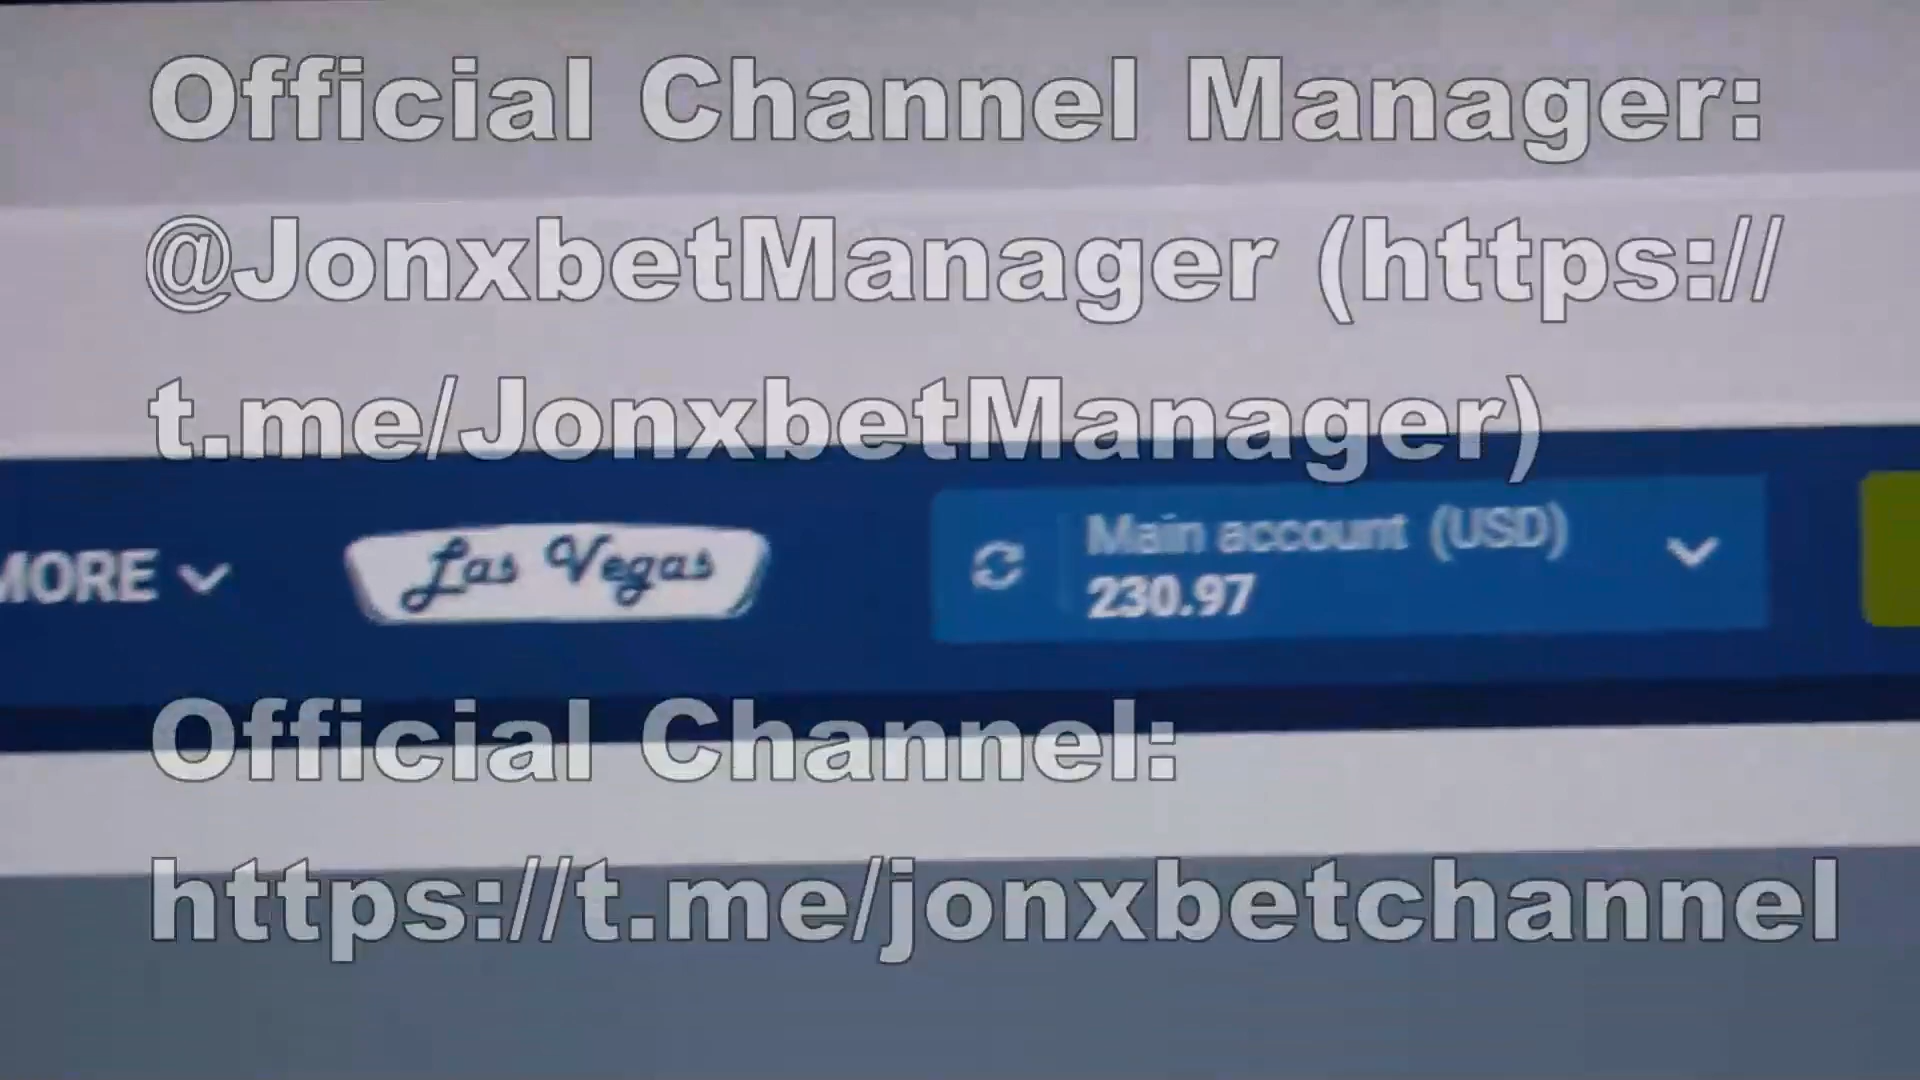 Official Channel Manager:
@JonxbetManager (https://
t.me/JonxbetManager)
MORE
Las Vegas
Main account (USD)
230.97
Official Channel:
https://t.me/jonxbetchannel